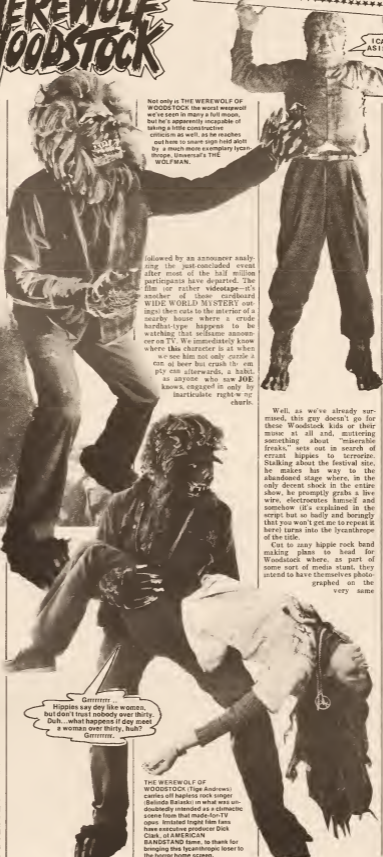 WEREWOLF
WOODSTOCK
I CA
AS I
Not only is THE WEREWOLF OF
WOODSTOCK the worst werewolf
we've seen in many a full moon,
but he's apparently incapable of
taking a little constructive
criticism as well, as he reaches
out here to snare sign held aloft
by a much more exemplary lycan-
thrope, Universal's THE
WOLFMAN.
followed by an announcer analy-
zing the just-concluded event
after most of the half million
participants have departed. The
film (or rather videotape—it's
another of those cardboard
WIDE WORLD MYSTERY out-
ings) then cuts to the interior of a
nearby house where a crude
hardhat-type happens to be
watching that selfsame announ-
cer on TV. We immediately know
where this character is at when
we see him not only guzzle a
can of beer but crush the em-
pty can afterwards, a habit,
as anyone who saw JOE
knows, engaged in only by
inarticulate right-wing
churls.
Well, as we've already sur-
mised, this guy doesn't go for
these Woodstock kids or their
music at all and, muttering
something about "miserable
freaks," sets out in search of
errant hippies to terrorize.
Stalking about the festival site,
he makes his way to the
abandoned stage where, in the
only decent shock in the entire
show, he promptly grabs a live
wire, electrocutes himself and
somehow (it's explained in the
script but so badly and boringly
that you won't get me to repeat it
here) turns into the lycanthrope
of the title.
Cut to zany hippie rock band
making plans to head for
Woodstock where, as part of
some sort of media stunt, they
intend to have themselves photo-
graphed on the
very same
Grrrrrrrr ...
Hippies say dey like women,
but don't trust nobody over thirty.
Duh...what happens if dey meet
a woman over thirty, huh?
Grrrrrrr.
THE WEREWOLF OF
WOODSTOCK (Tige Andrews)
carries off hapless rock singer
(Belinda Balaski) in what was un-
doubtedly intended as a climactic
scene from that made-for-TV
opus. Irritated fright film fans
have executive producer Dick
Clark, of AMERICAN
BANDSTAND fame, to thank for
bringing this lycanthropic loser to
the horror home screen.